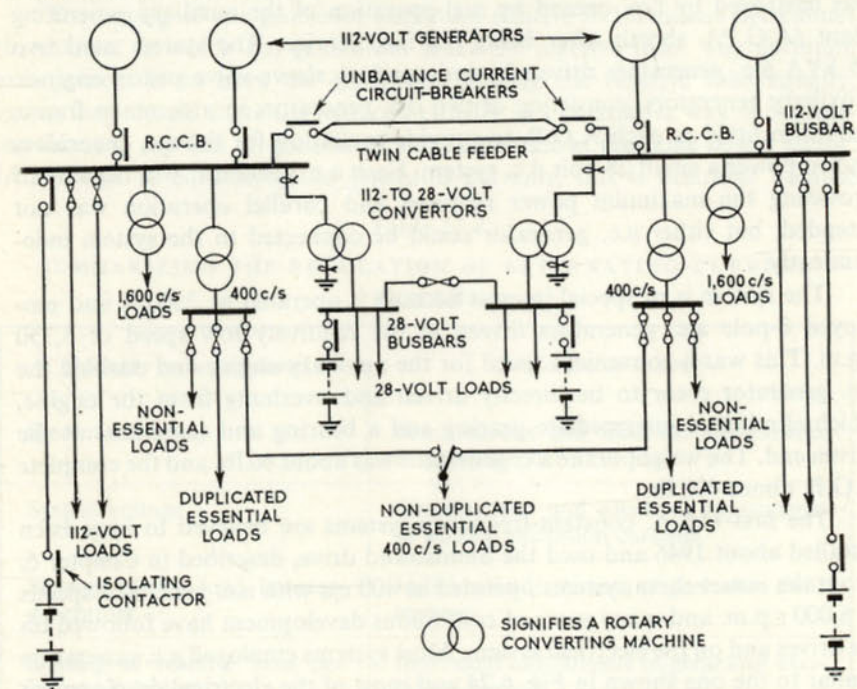 112-VOLT GENERATORS
UNBALANCE CURRENT
CIRCUIT-BREAKERS
112-VOLT
BUSBAR
R.C.C.B.
R.C.C.B.
TWIN CABLE FEEDER
112-TO 28-VOLT
CONVERTORS
1,600 c/s
LOADS
400 c/s
28-VOLT
BUSBARS
400 c/s
1,600 c/s
LOADS
28-VOLT LOADS
NON-
ESSENTIAL
LOADS
NON-
ESSENTIAL
LOADS
DUPLICATED
ESSENTIAL
LOADS
NON-DUPLICATED
ESSENTIAL
400 c/s LOADS
DUPLICATED
ESSENTIAL
LOADS
112-VOLT
LOADS
ISOLATING
CONTACTOR
SIGNIFIES A ROTARY
CONVERTING MACHINE